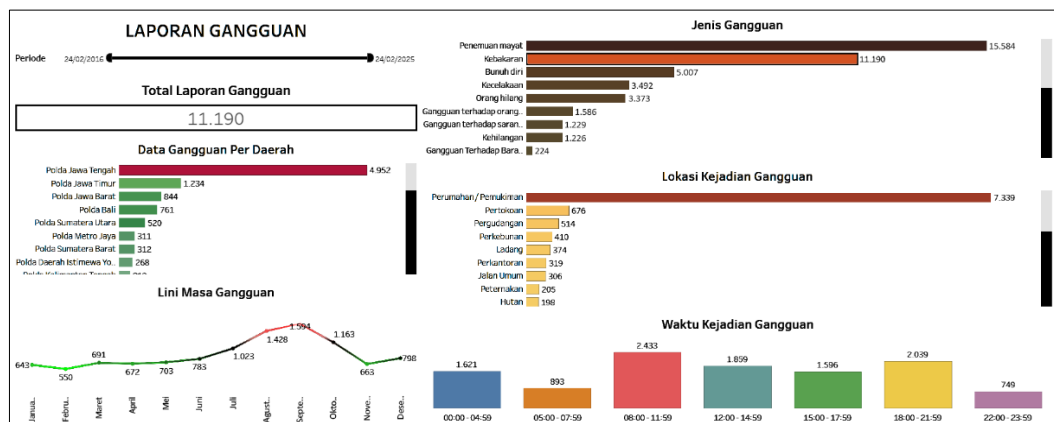 LAPORAN GANGGUAN
Periode
24/02/2016
24/02/2025
Total Laporan Gangguan
11.190
Data Gangguan Per Daerah
Polda Jawa Tengah 4.952
Polda Jawa Timur 1.234
Polda Jawa Barat 844
Polda Bali 761
Polda Sumatera Utara 520
Polda Metro Jaya 311
Polda Sumatera Barat 312
Polda Daerah Istimewa Yo.. 268
Polda Kalimantan Tengah
Lini Masa Gangguan
643
550
691
672
703
783
1.023
1.428
1.594
1.163
663
798
Janua..
Febru..
Maret
April
Mei
Juni
Juli
Agust..
Septe..
Okto..
Nove..
Dese..
Jenis Gangguan
Penemuan mayat 15.584
Kebakaran 11.190
Bunuh diri 5.007
Kecelakaan 3.492
Orang hilang 3.373
Gangguan terhadap orang.. 1.586
Gangguan terhadap saran.. 1.229
Kehilangan 1.226
Gangguan Terhadap Bara.. 224
Lokasi Kejadian Gangguan
Perumahan / Pemukiman 7.339
Pertokoan 676
Pergudangan 514
Perkebunan 410
Ladang 374
Perkantoran 319
Jalan Umum 306
Peternakan 205
Hutan 198
Waktu Kejadian Gangguan
1.621
893
2.433
1.859
1.596
2.039
749
00:00 - 04:59
05:00 - 07:59
08:00 - 11:59
12:00 - 14:59
15:00 - 17:59
18:00 - 21:59
22:00 - 23:59